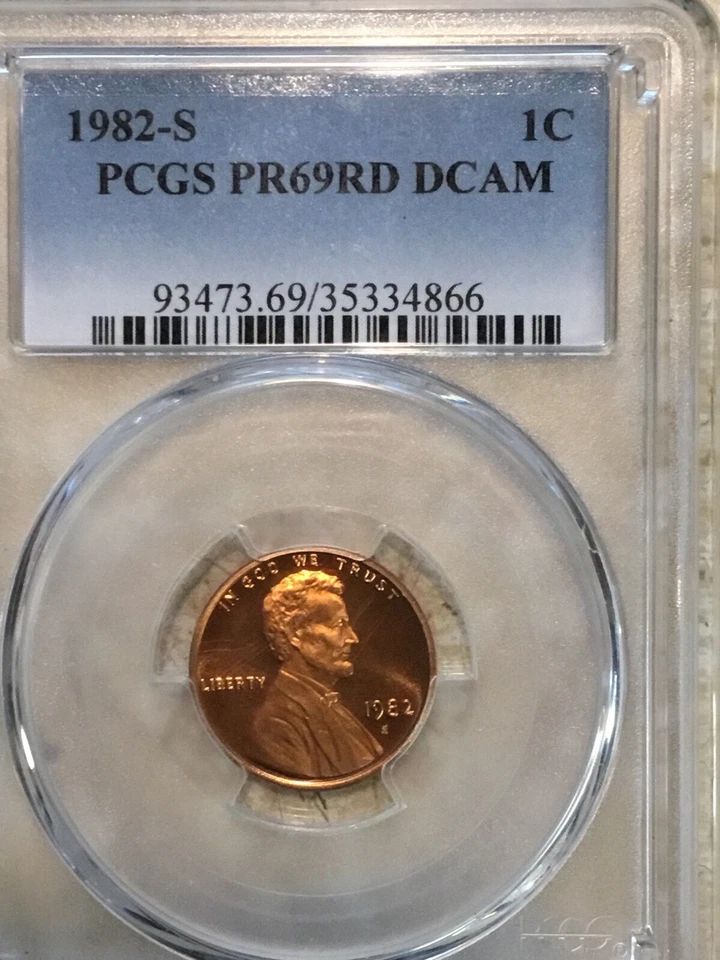 1982-S 1C
PCGS PR69RD DCAM
93473.69/35334866
IN GOD WE TRUST
LIBERTY
1982
S